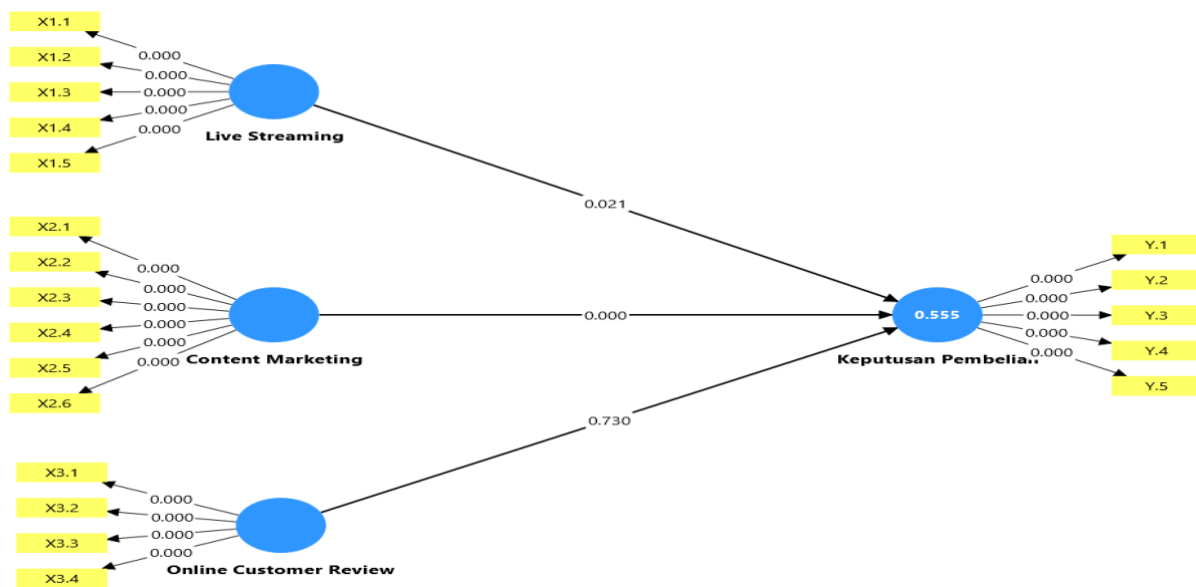 X1.1
0.000
X1.2
0.000
X1.3
0.000
X1.4
0.000
X1.5
0.000
Live Streaming
0.021
X2.1
0.000
X2.2
0.000
X2.3
0.000
X2.4
0.000
X2.5
0.000
X2.6
0.000
Content Marketing
0.000
X3.1
0.000
X3.2
0.000
X3.3
0.000
X3.4
0.000
Online Customer Review
0.730
0.555
Keputusan Pembelian
Y.1
0.000
Y.2
0.000
Y.3
0.000
Y.4
0.000
Y.5
0.000